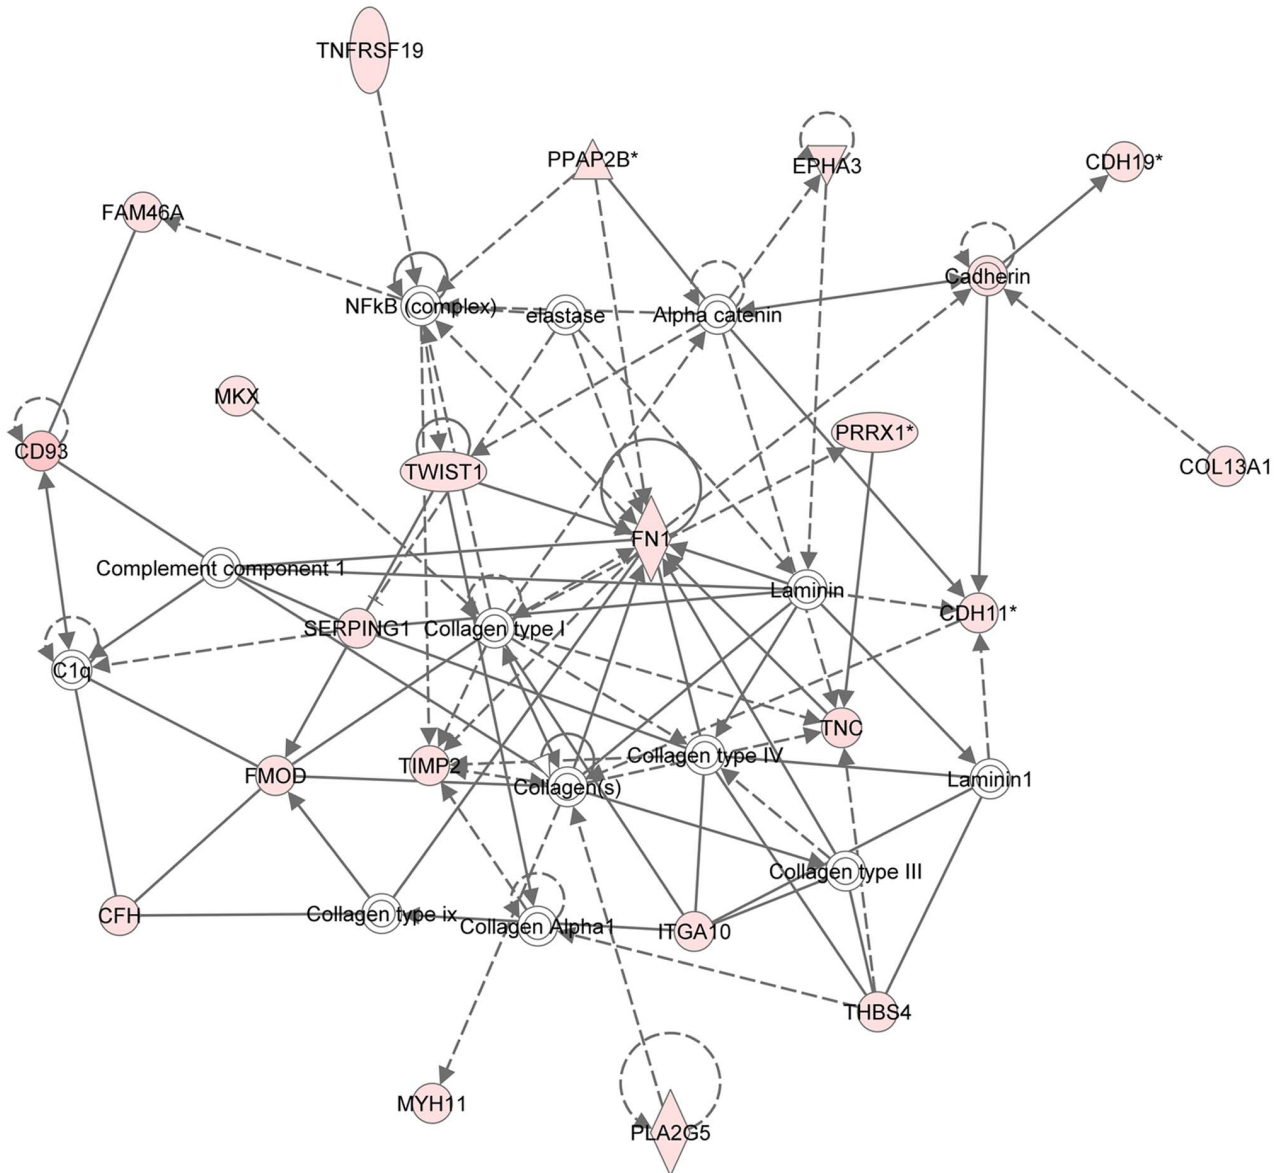 TNFRSF19
PPAP2B*
EPHA3
CDH19*
FAM46A
Cadherin
NFkB (complex)
elastase
Alpha catenin
MKX
PRRX1*
CD93
TWIST1
COL13A1
FN1
Complement component 1
Laminin
CDH11*
SERPING1
Collagen type I
C1q
TNC
Collagen type IV
TIMP2
FMOD
Laminin1
Collagen(s)
Collagen type III
CFH
Collagen type ix
Collagen Alpha1
ITGA10
THBS4
MYH11
PLA2G5